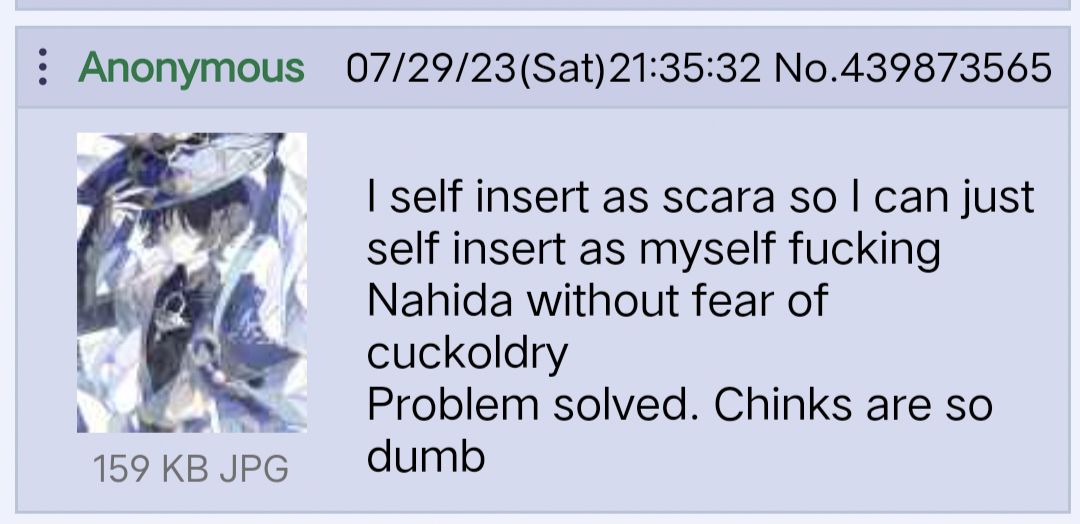 Anonymous 07/29/23(Sat)21:35:32 No.439873565
I self insert as scara so I can just
self insert as myself fucking
Nahida without fear of
cuckoldry
Problem solved. Chinks are so
dumb
159 KB JPG